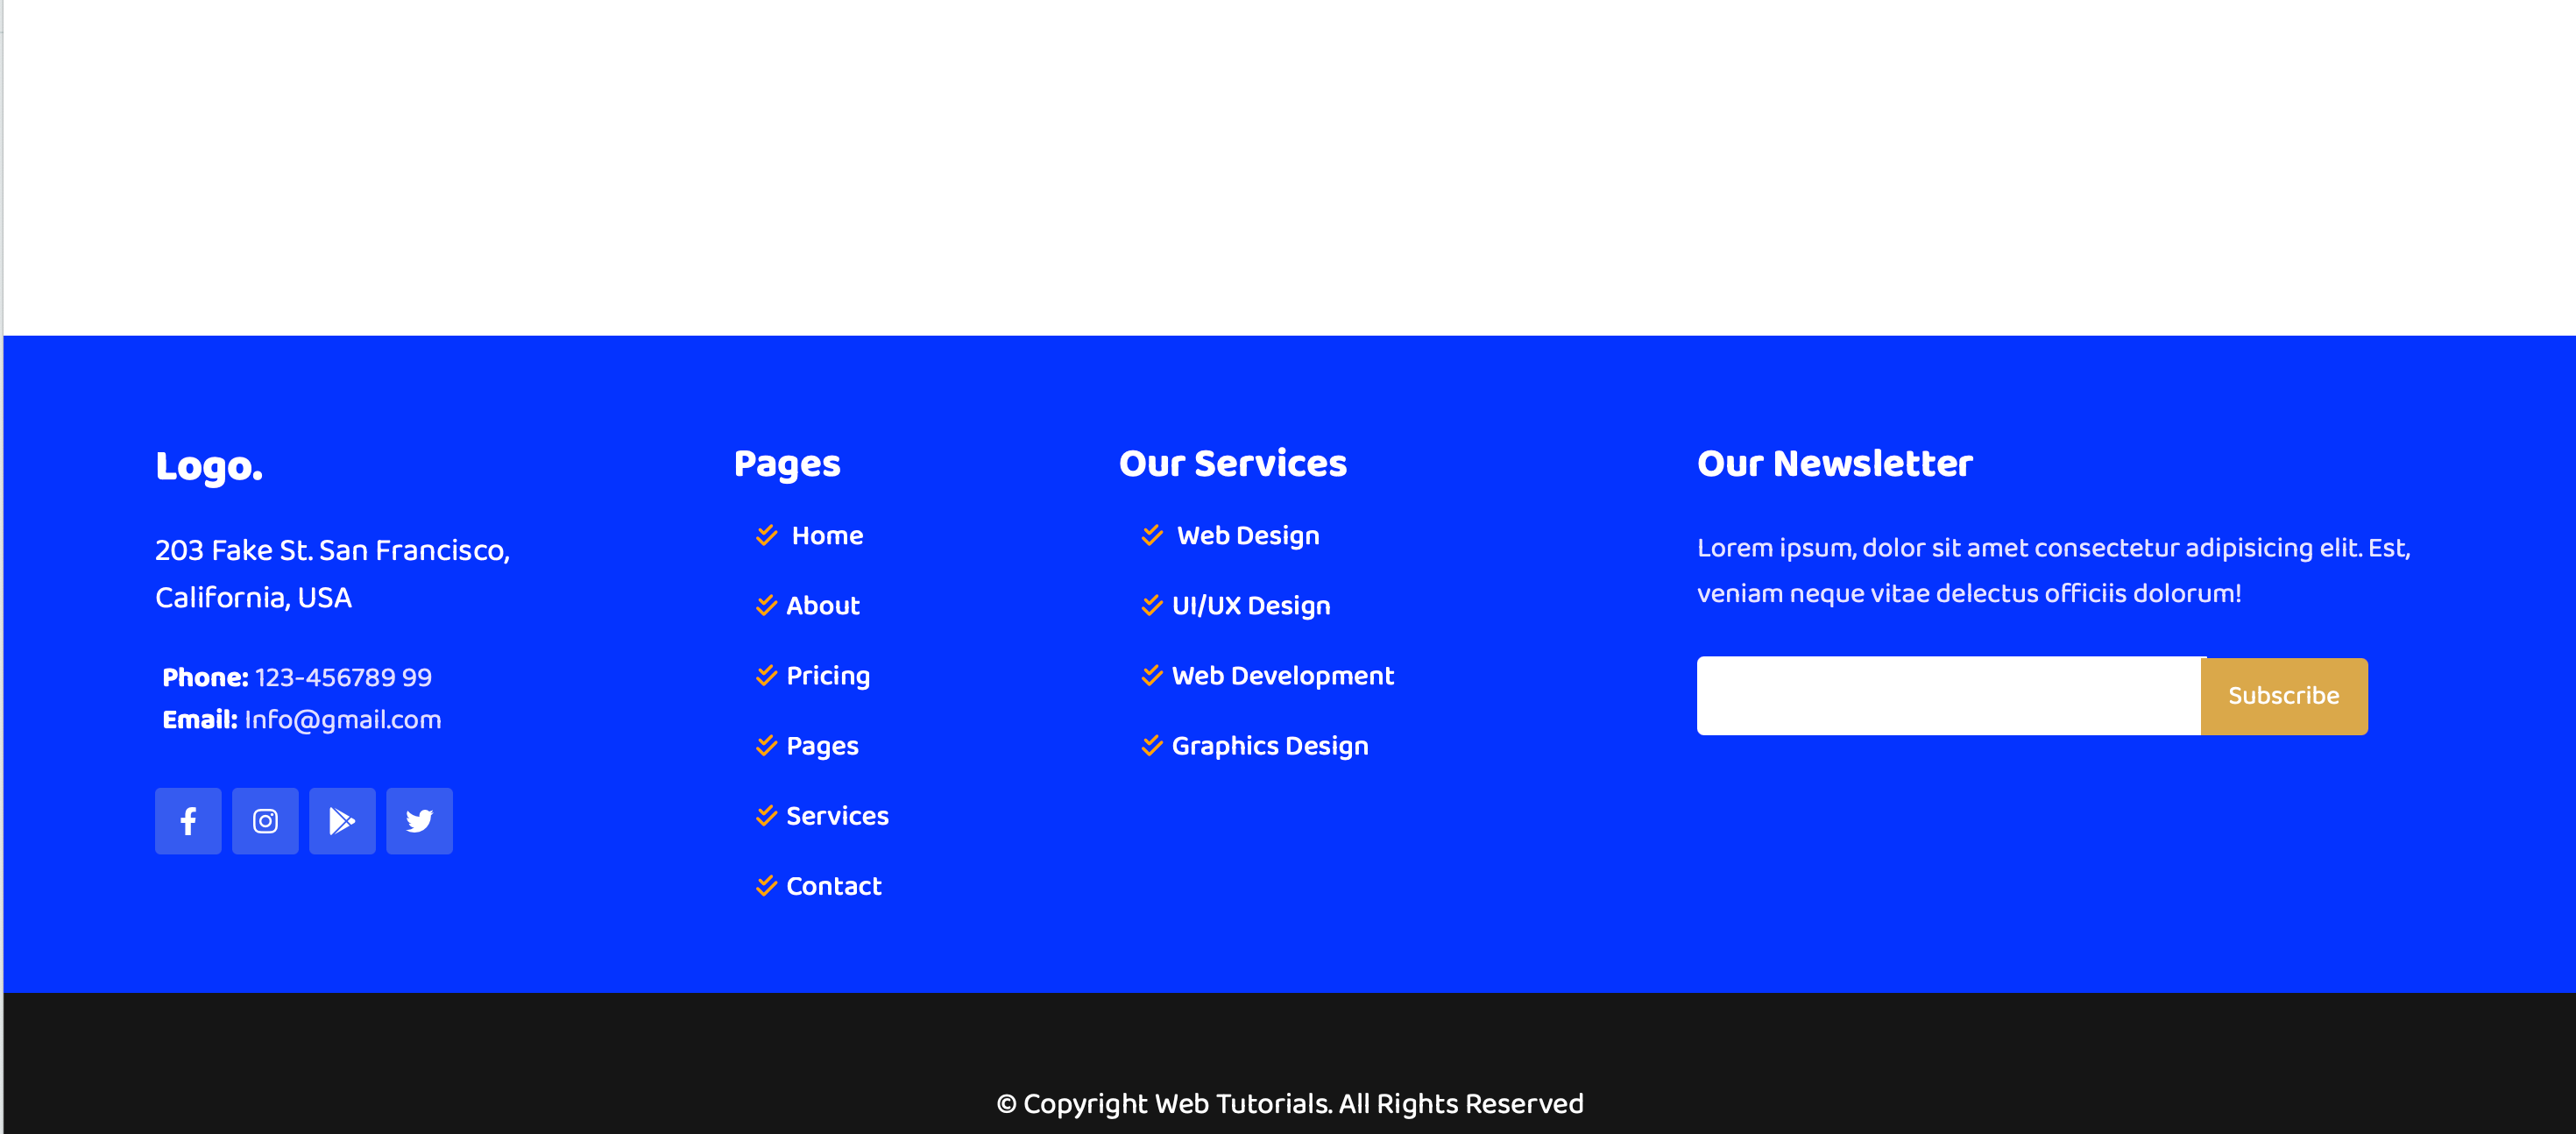 Logo.
203 Fake St. San Francisco,
California, USA
Phone: 123-456789 99
Email: Info@gmail.com
Pages
Home
About
Pricing
Pages
Services
Contact
Our Services
Web Design
UI/UX Design
Web Development
Graphics Design
Our Newsletter
Lorem ipsum, dolor sit amet consectetur adipisicing elit. Est,
veniam neque vitae delectus officiis dolorum!
Subscribe
© Copyright Web Tutorials. All Rights Reserved